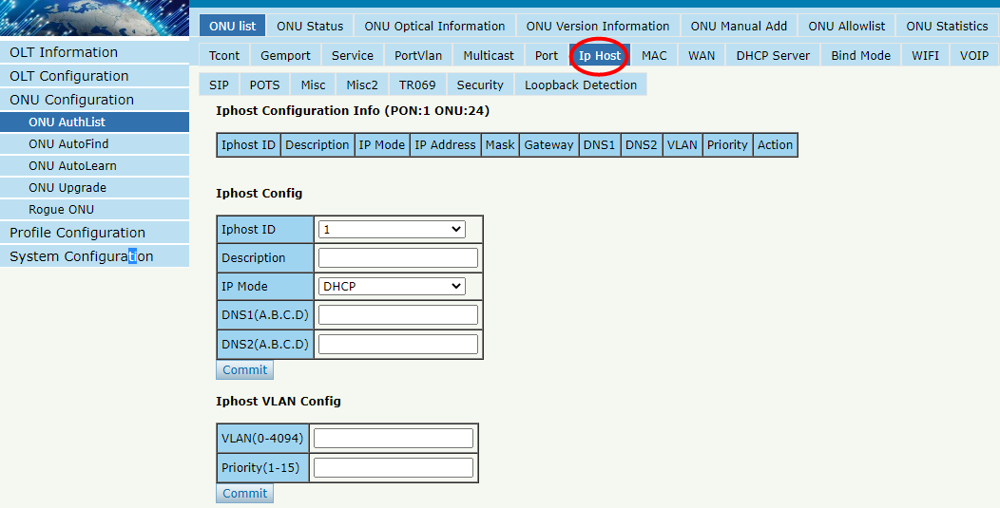 ONU list ONU Status ONU Optical Information ONU Version Information ONU Manual Add ONU Allowlist ONU Statistics
Tcont Gemport Service PortVlan Multicast Port Ip Host MAC WAN DHCP Server Bind Mode WIFI VOIP
SIP POTS Misc Misc2 TR069 Security Loopback Detection
OLT Information
OLT Configuration
ONU Configuration
ONU AuthList
ONU AutoFind
ONU AutoLearn
ONU Upgrade
Rogue ONU
Profile Configuration
System Configuration
Iphost Configuration Info (PON:1 ONU:24)
Iphost ID Description IP Mode IP Address Mask Gateway DNS1 DNS2 VLAN Priority Action
Iphost Config
Iphost ID 1
Description
IP Mode DHCP
DNS1(A.B.C.D)
DNS2(A.B.C.D)
Commit
Iphost VLAN Config
VLAN(0-4094)
Priority(1-15)
Commit